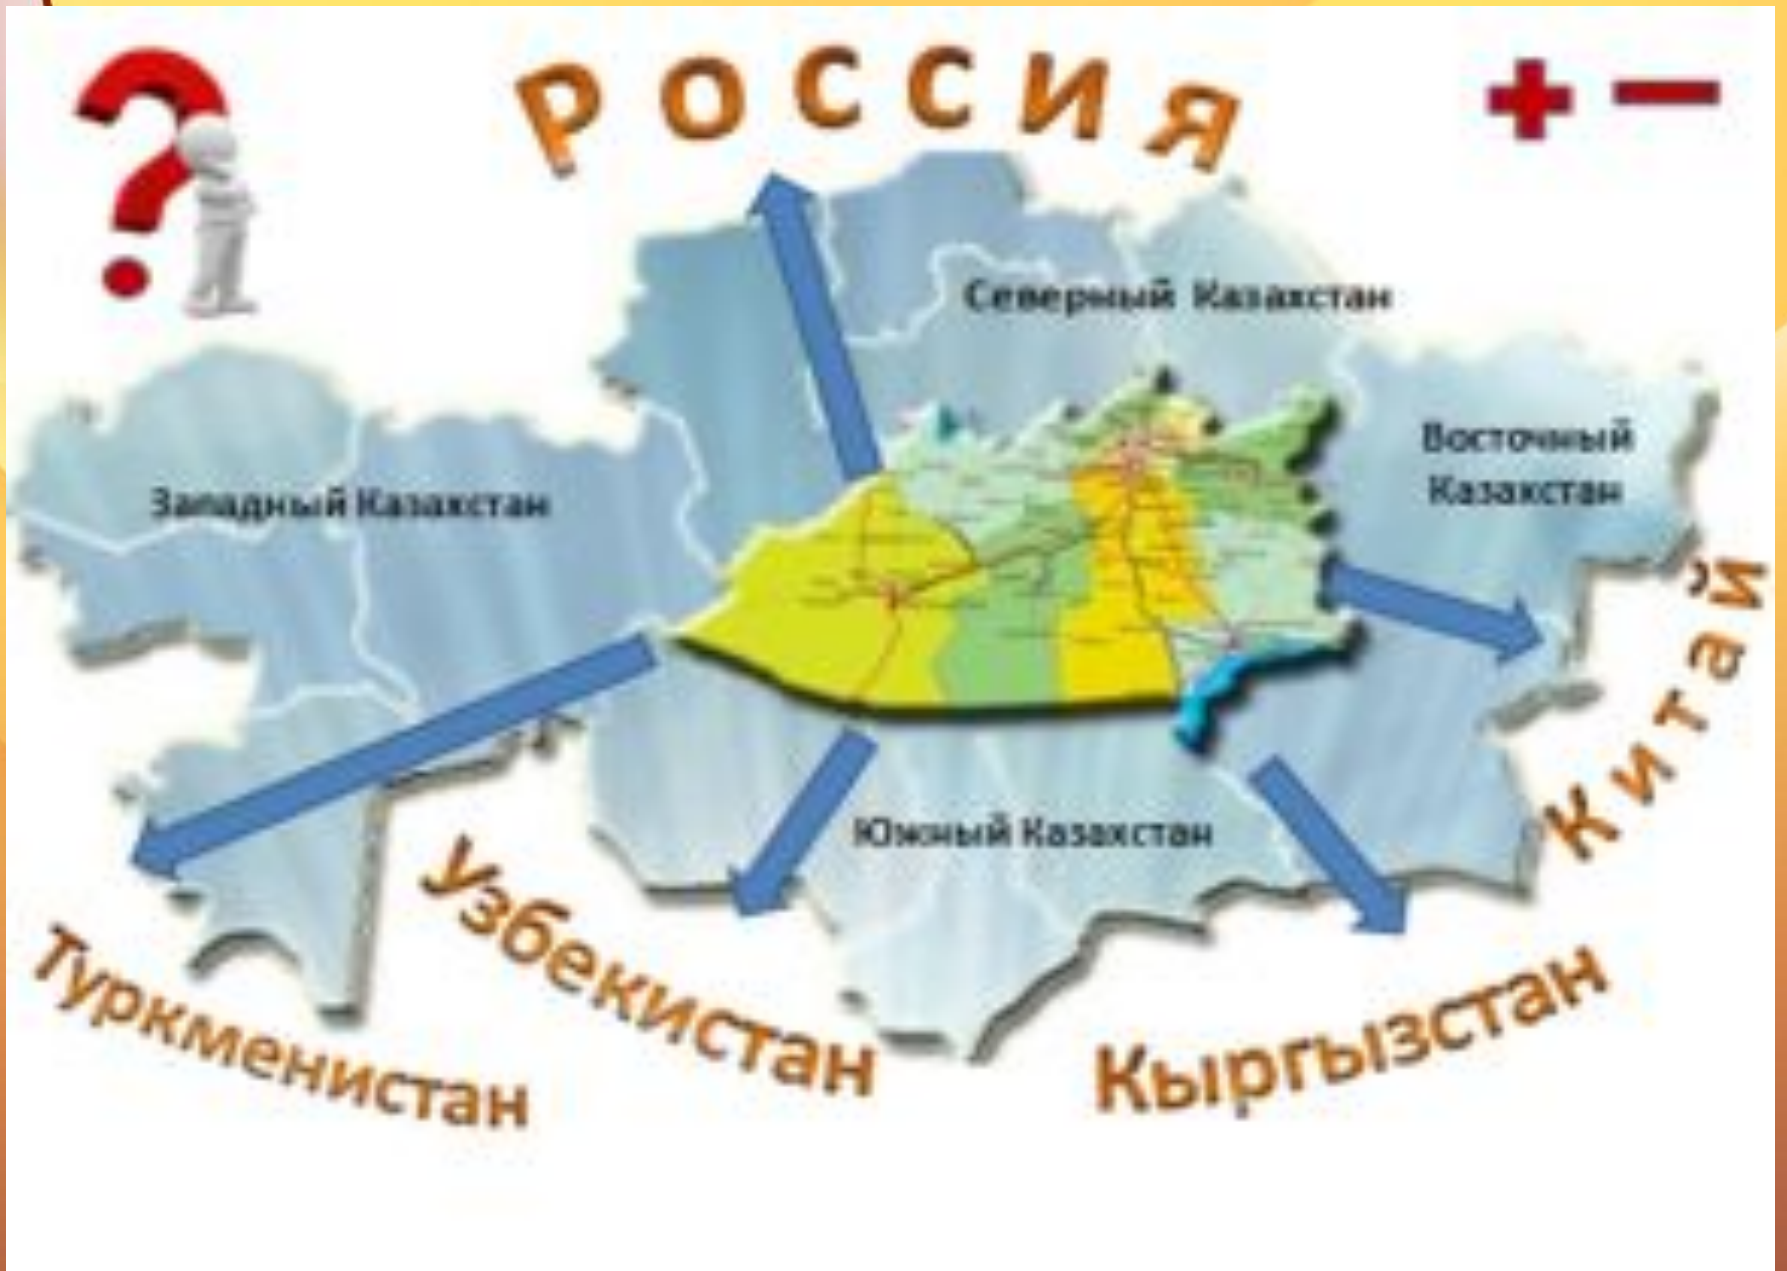 РОССИЯ
Северный Казахстан
Восточный
Казахстан
Западный Казахстан
Китай
Южный Казахстан
Узбекистан
Туркменистан
Кыргызстан